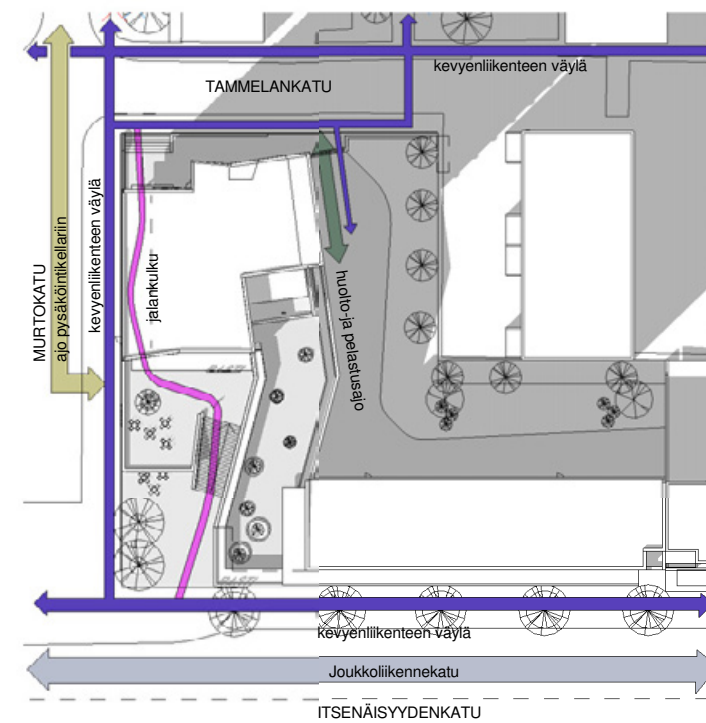 kevyenliikenteen väylä
TAMMELANKATU
MURTOKATU
ajo pysäköintikellariin
kevyenliikenteen väylä
jalankulku
huolto-ja pelastusajo
kevyenliikenteen väylä
Joukkoliikennekatu
ITSENÄISYYDENKATU